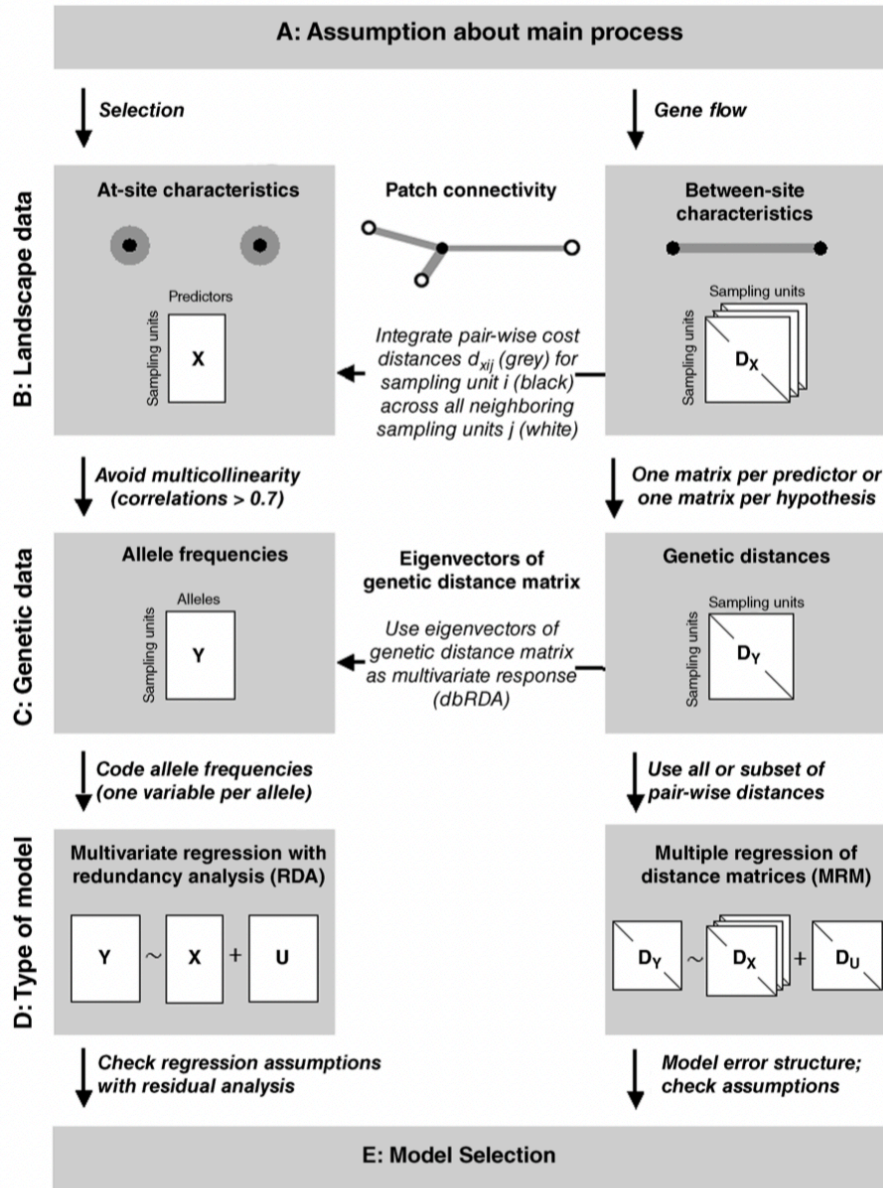 A: Assumption about main process
Selection
Gene flow
B: Landscape data
At-site characteristics
Predictors
Sampling units
X
Patch connectivity
Integrate pair-wise cost
distances d_xij (grey) for
sampling unit i (black)
across all neighboring
sampling units j (white)
Between-site
characteristics
Sampling units
Sampling units
D_X
Avoid multicollinearity
(correlations > 0.7)
One matrix per predictor or
one matrix per hypothesis
C: Genetic data
Allele frequencies
Alleles
Sampling units
Y
Eigenvectors of
genetic distance matrix
Use eigenvectors of
genetic distance matrix
as multivariate response
(dbRDA)
Genetic distances
Sampling units
Sampling units
D_Y
Code allele frequencies
(one variable per allele)
Use all or subset of
pair-wise distances
D: Type of model
Multivariate regression with
redundancy analysis (RDA)
Y ~ X + U
Multiple regression of
distance matrices (MRM)
D_Y ~ D_X + D_U
Check regression assumptions
with residual analysis
Model error structure;
check assumptions
E: Model Selection